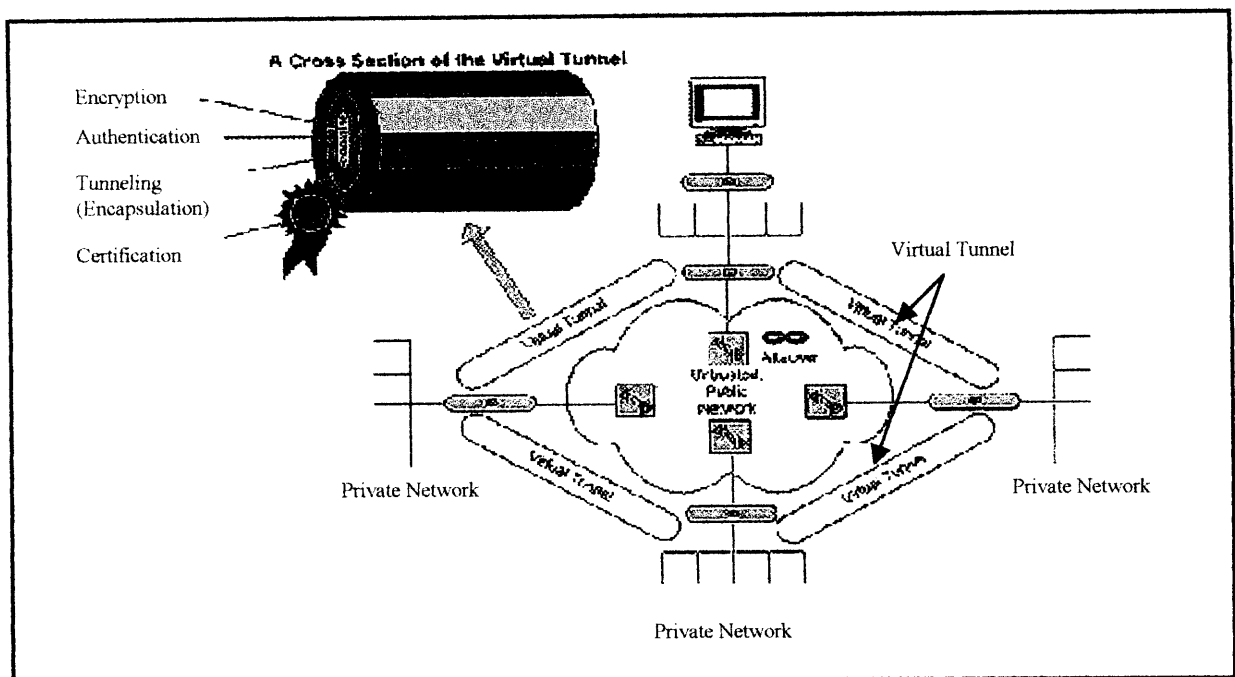 A Cross Section of the Virtual Tunnel
Encryption
Authentication
Tunneling
(Encapsulation)
Certification
Virtual Tunnel
Virtual Tunnel
Virtual Tunnel
Untrusted,
Public
Network
Private Network
Virtual Tunnel
Virtual Tunnel
Private Network
Private Network